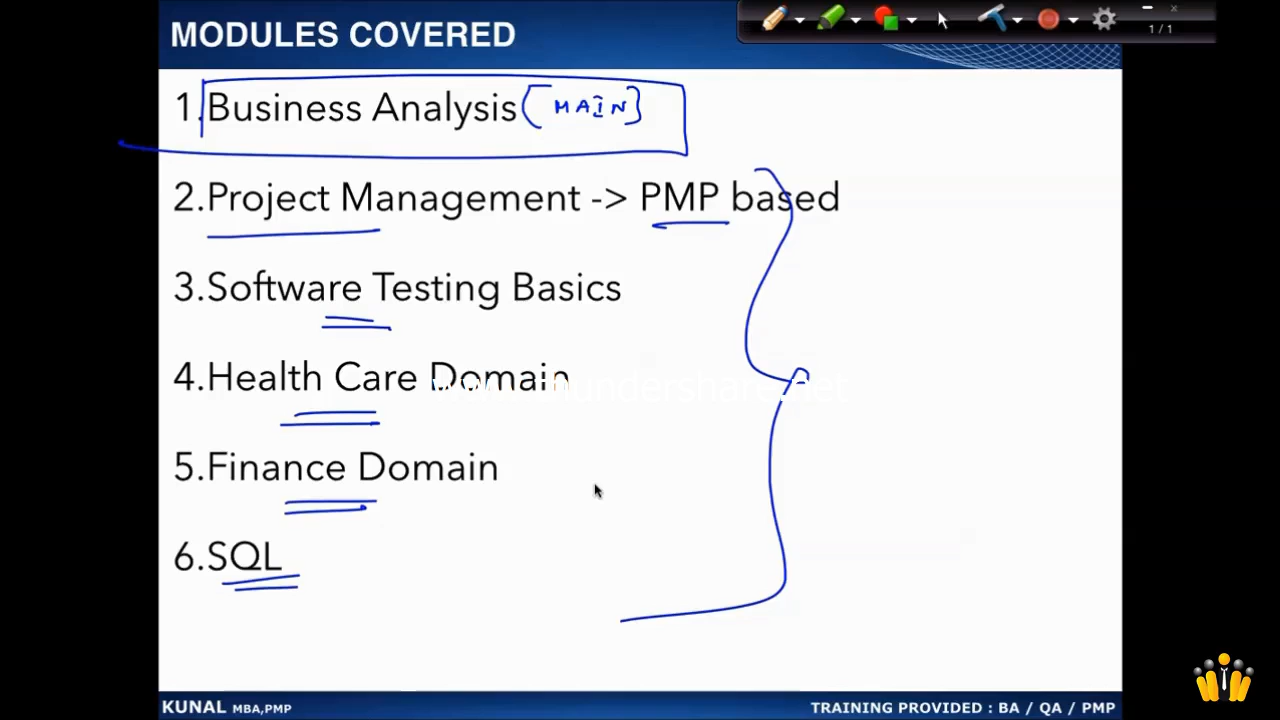 MODULES COVERED
1/1
1.Business Analysis [MAIN]
2.Project Management -> PMP based
3.Software Testing Basics
4.Health Care Domain
5.Finance Domain
6.SQL
KUNAL MBA,PMP
TRAINING PROVIDED : BA / QA / PMP